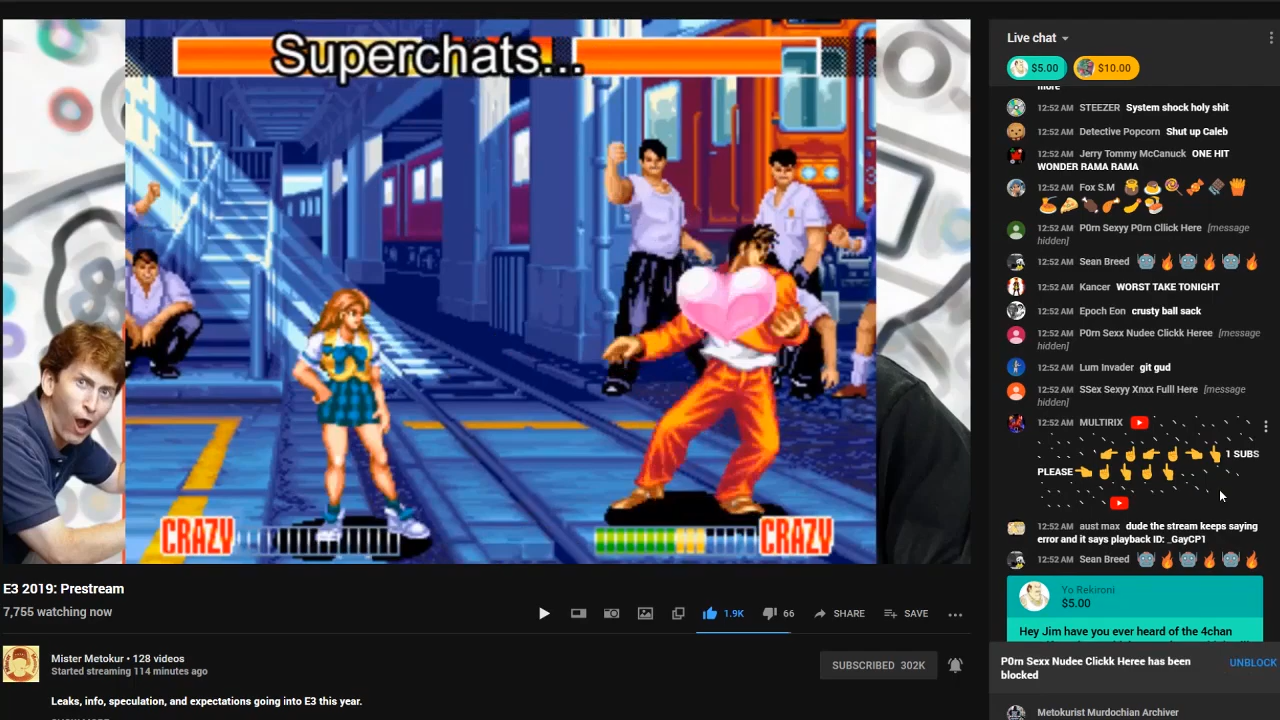 Superchats...
CRAZY
CRAZY
E3 2019: Prestream
7,755 watching now
1.9K
66
SHARE
SAVE
Mister Metokur • 128 videos
Started streaming 114 minutes ago
SUBSCRIBED 302K
Leaks, info, speculation, and expectations going into E3 this year.
Live chat
$5.00
$10.00
more
12:52 AM STEEZER System shock holy shit
12:52 AM Detective Popcorn Shut up Caleb
12:52 AM Jerry Tommy McCanuck ONE HIT
WONDER RAMA RAMA
12:52 AM Fox S.M
12:52 AM P0rn Sexyy P0rn Cllick Here [message
hidden]
12:52 AM Sean Breed
12:52 AM Kancer WORST TAKE TONIGHT
12:52 AM Epoch Eon crusty ball sack
12:52 AM P0rn Sexx Nudee Clickk Heree [message
hidden]
12:52 AM Lum Invader git gud
12:52 AM SSex Sexyy Xnxx Fulll Here [message
hidden]
12:52 AM MULTIRIX
1 SUBS
PLEASE
12:52 AM aust max dude the stream keeps saying
error and it says playback ID: _GayCP1
12:52 AM Sean Breed
Yo Rekironi
$5.00
Hey Jim have you ever heard of the 4chan
P0rn Sexx Nudee Clickk Heree has been
blocked
UNBLOCK
Metokurist Murdochian Archiver